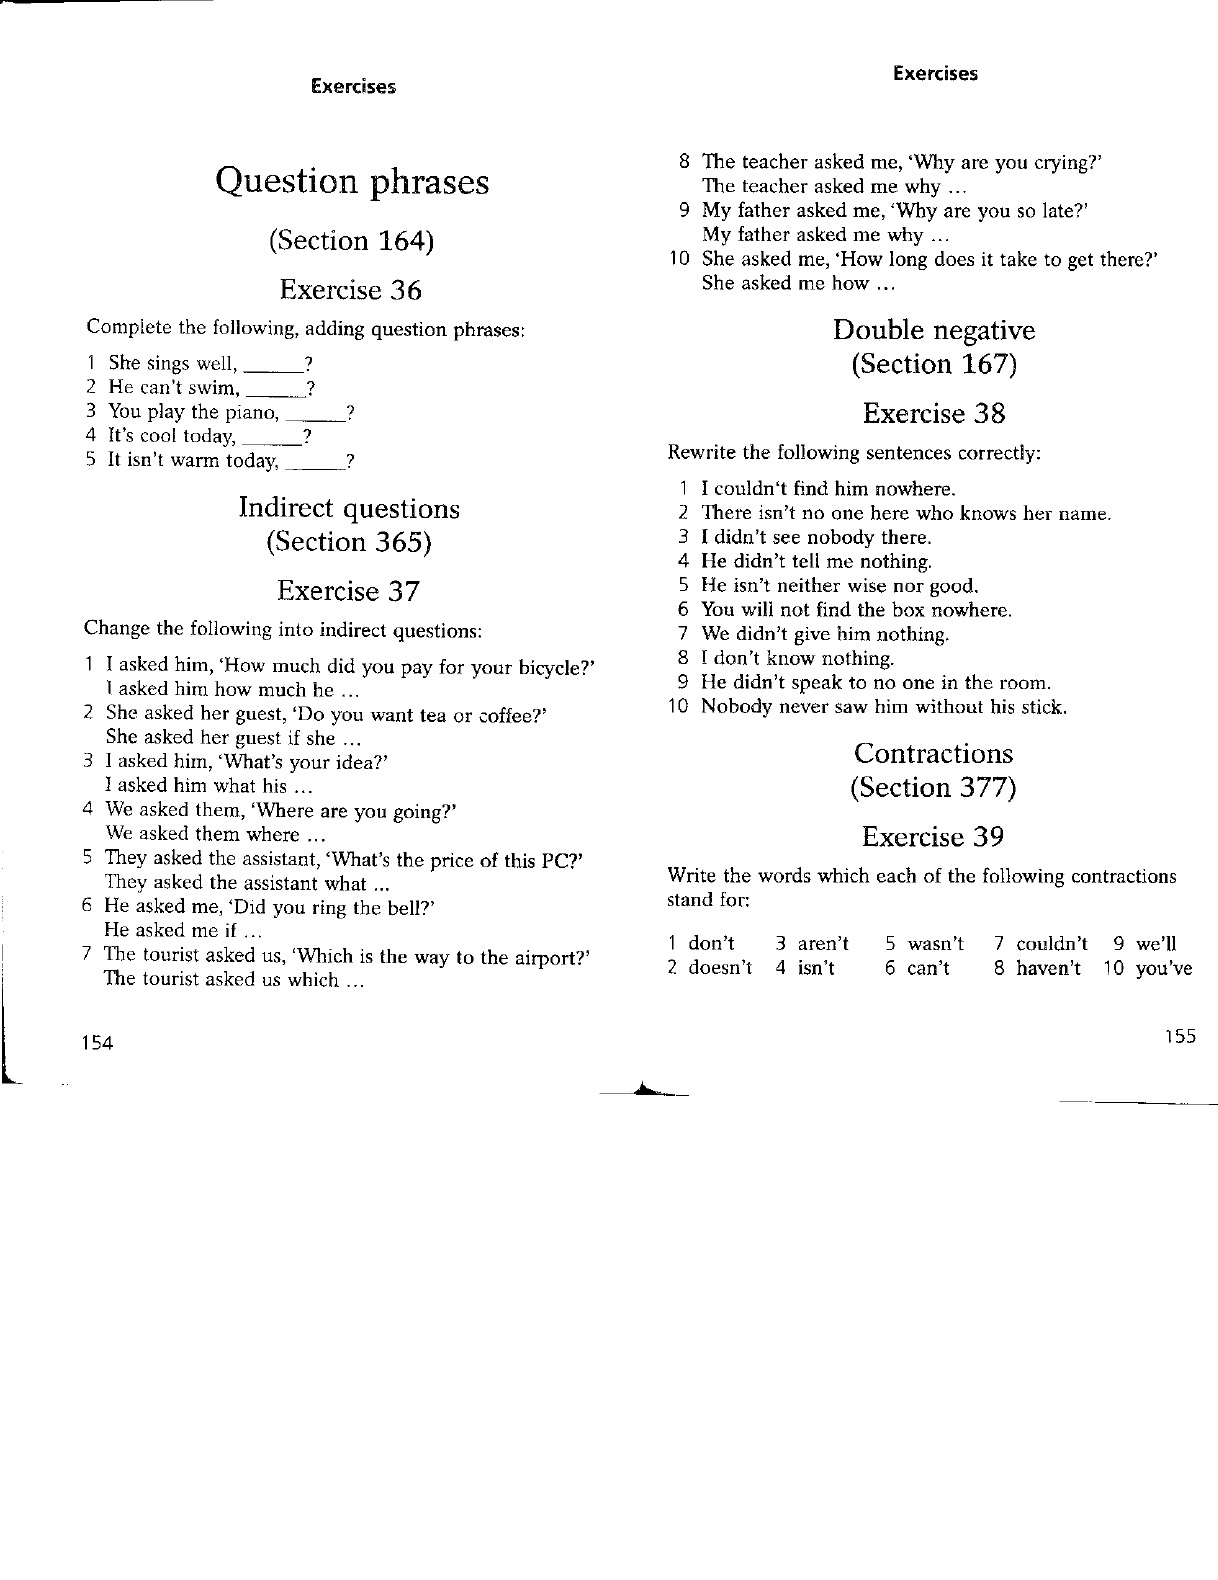 Exercises
Question phrases
(Section 164)
Exercise 36
Complete the following, adding question phrases:
1 She sings well, ______?
2 He can't swim, ______?
3 You play the piano, ______?
4 It's cool today, ______?
5 It isn't warm today, ______?
Indirect questions
(Section 365)
Exercise 37
Change the following into indirect questions:
1 I asked him, ‘How much did you pay for your bicycle?’
I asked him how much he ...
2 She asked her guest, ‘Do you want tea or coffee?’
She asked her guest if she ...
3 I asked him, ‘What's your idea?’
I asked him what his ...
4 We asked them, ‘Where are you going?’
We asked them where ...
5 They asked the assistant, ‘What's the price of this PC?’
They asked the assistant what ...
6 He asked me, ‘Did you ring the bell?’
He asked me if ...
7 The tourist asked us, ‘Which is the way to the airport?’
The tourist asked us which ...
154
Exercises
8 The teacher asked me, ‘Why are you crying?’
The teacher asked me why ...
9 My father asked me, ‘Why are you so late?’
My father asked me why ...
10 She asked me, ‘How long does it take to get there?’
She asked me how ...
Double negative
(Section 167)
Exercise 38
Rewrite the following sentences correctly:
1 I couldn‘t find him nowhere.
2 There isn't no one here who knows her name.
3 I didn't see nobody there.
4 He didn't tell me nothing.
5 He isn't neither wise nor good.
6 You will not find the box nowhere.
7 We didn't give him nothing.
8 I don't know nothing.
9 He didn't speak to no one in the room.
10 Nobody never saw him without his stick.
Contractions
(Section 377)
Exercise 39
Write the words which each of the following contractions
stand for:
1 don't 3 aren't 5 wasn't 7 couldn't 9 we'll
2 doesn't 4 isn't 6 can't 8 haven't 10 you've
155